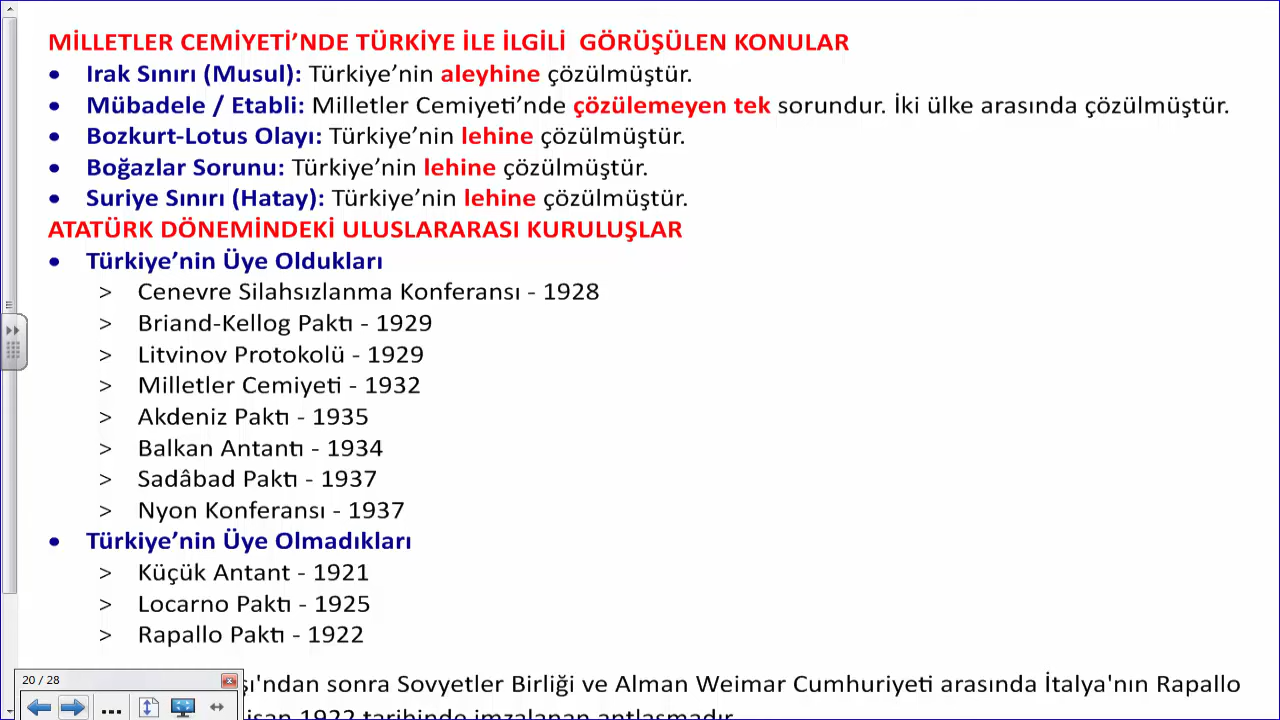 MİLLETLER CEMİYETİ’NDE TÜRKİYE İLE İLGİLİ GÖRÜŞÜLEN KONULAR
• Irak Sınırı (Musul): Türkiye’nin aleyhine çözülmüştür.
• Mübadele / Etabli: Milletler Cemiyeti’nde çözülemeyen tek sorundur. İki ülke arasında çözülmüştür.
• Bozkurt-Lotus Olayı: Türkiye’nin lehine çözülmüştür.
• Boğazlar Sorunu: Türkiye’nin lehine çözülmüştür.
• Suriye Sınırı (Hatay): Türkiye’nin lehine çözülmüştür.
ATATÜRK DÖNEMİNDEKİ ULUSLARARASI KURULUŞLAR
• Türkiye’nin Üye Oldukları
> Cenevre Silahsızlanma Konferansı - 1928
> Briand-Kellog Paktı - 1929
> Litvinov Protokolü - 1929
> Milletler Cemiyeti - 1932
> Akdeniz Paktı - 1935
> Balkan Antantı - 1934
> Sadâbad Paktı - 1937
> Nyon Konferansı - 1937
• Türkiye’nin Üye Olmadıkları
> Küçük Antant - 1921
> Locarno Paktı - 1925
> Rapallo Paktı - 1922
20 / 28
şı'ndan sonra Sovyetler Birliği ve Alman Weimar Cumhuriyeti arasında İtalya'nın Rapallo
1922 tarihinde imzalanan antlaşmadır.